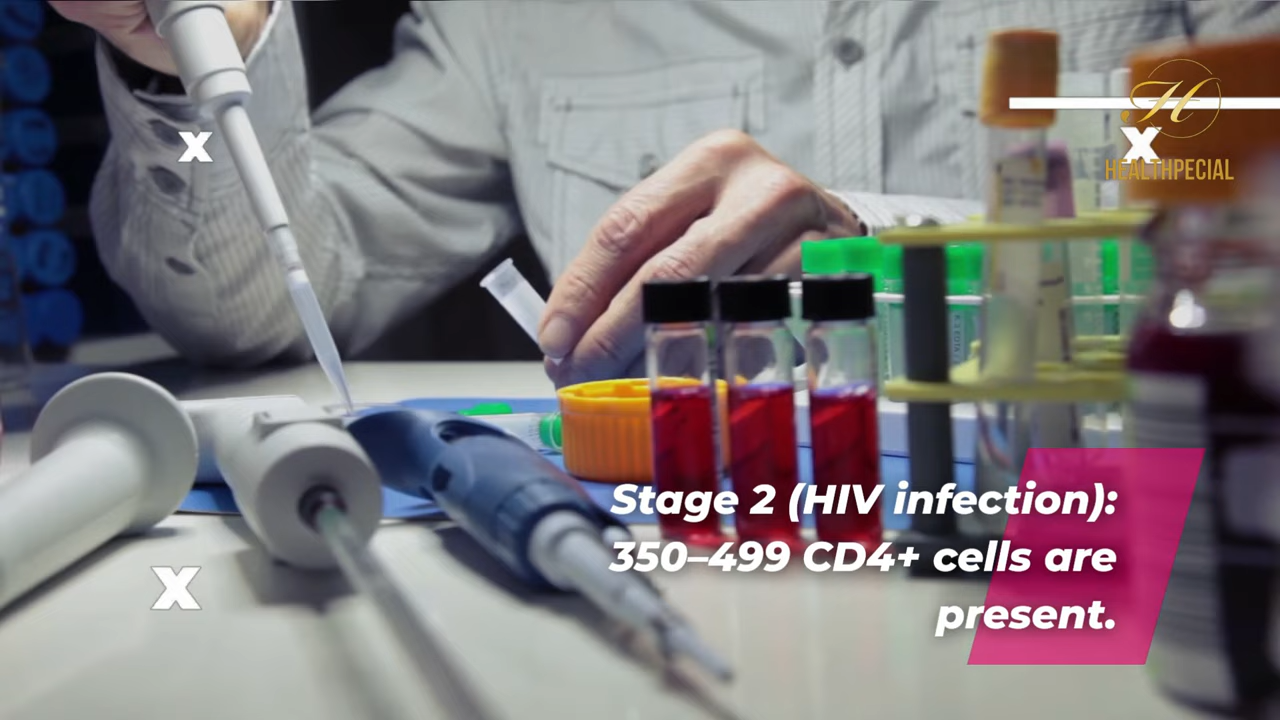 HEALTHPECIAL
Stage 2 (HIV infection):
350–499 CD4+ cells are
present.